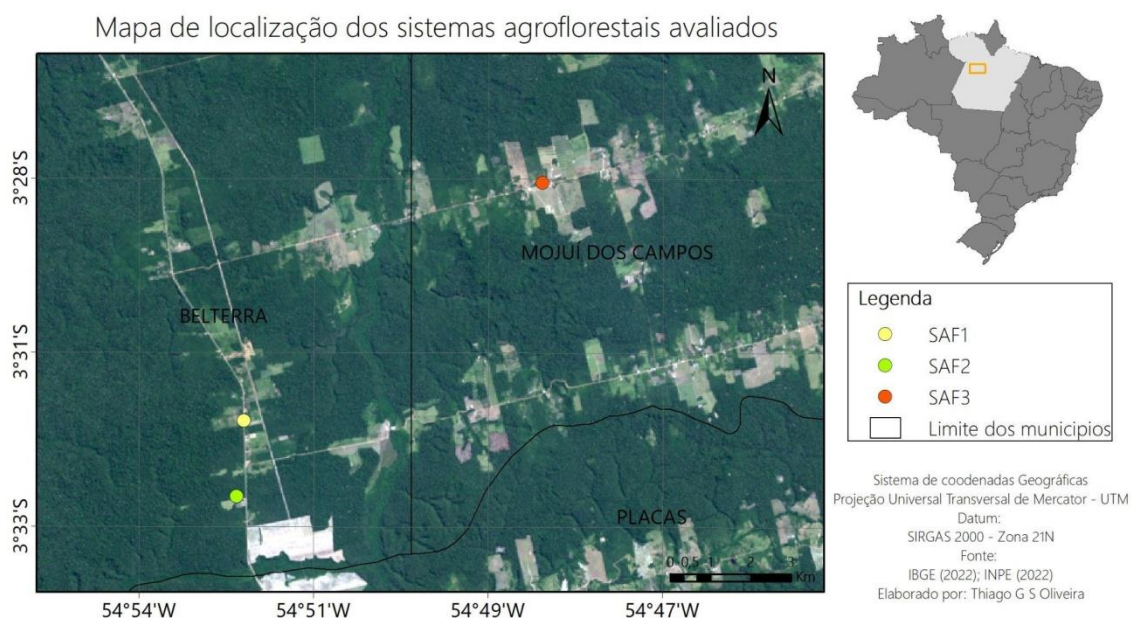 Mapa de localização dos sistemas agroflorestais avaliados
N
3°28'S
MOJUÍ DOS CAMPOS
BELTERRA
3°31'S
3°33'S
PLACAS
0 0,5 1 2 3
Km
54°54'W 54°51'W 54°49'W 54°47'W
Legenda
SAF1
SAF2
SAF3
Limite dos municipios
Sistema de coodenadas Geográficas
Projeção Universal Transversal de Mercator - UTM
Datum:
SIRGAS 2000 - Zona 21N
Fonte:
IBGE (2022); INPE (2022)
Elaborado por: Thiago G S Oliveira